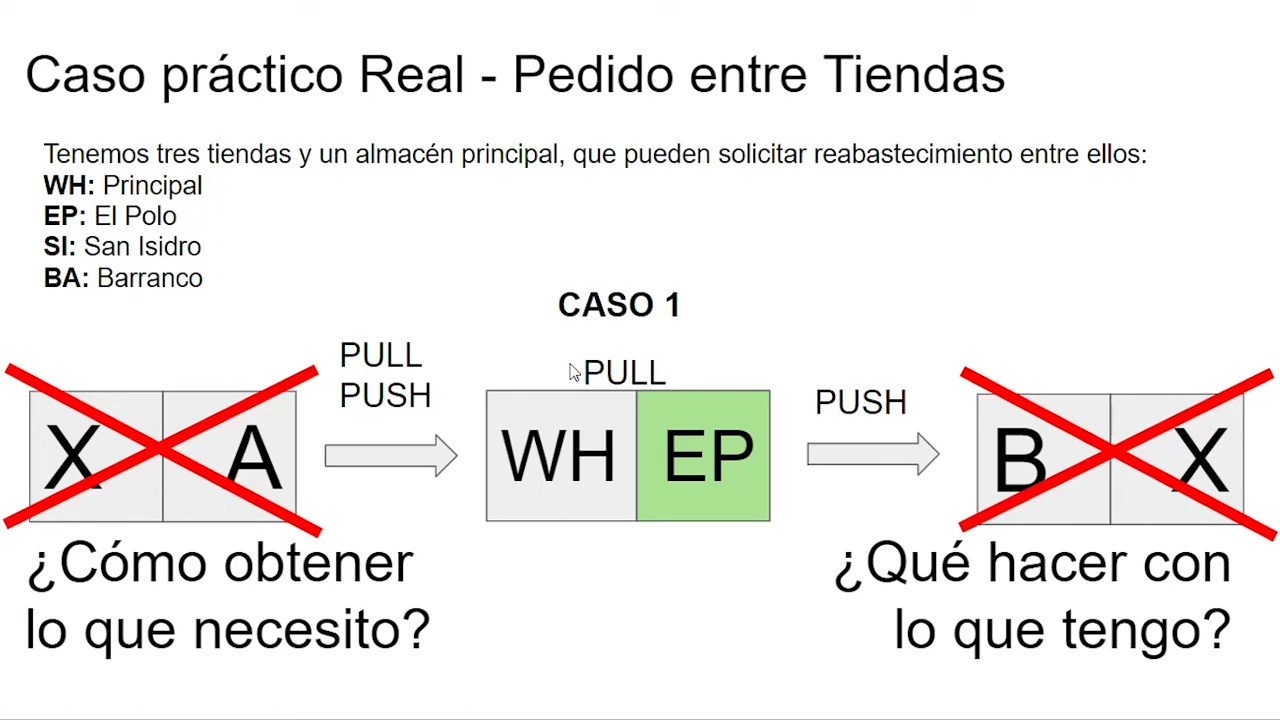 Caso práctico Real - Pedido entre Tiendas
Tenemos tres tiendas y un almacén principal, que pueden solicitar reabastecimiento entre ellos:
WH: Principal
EP: El Polo
SI: San Isidro
BA: Barranco
CASO 1
PULL
PUSH
PULL
PUSH
X A
WH EP
B X
¿Cómo obtener
lo que necesito?
¿Qué hacer con
lo que tengo?